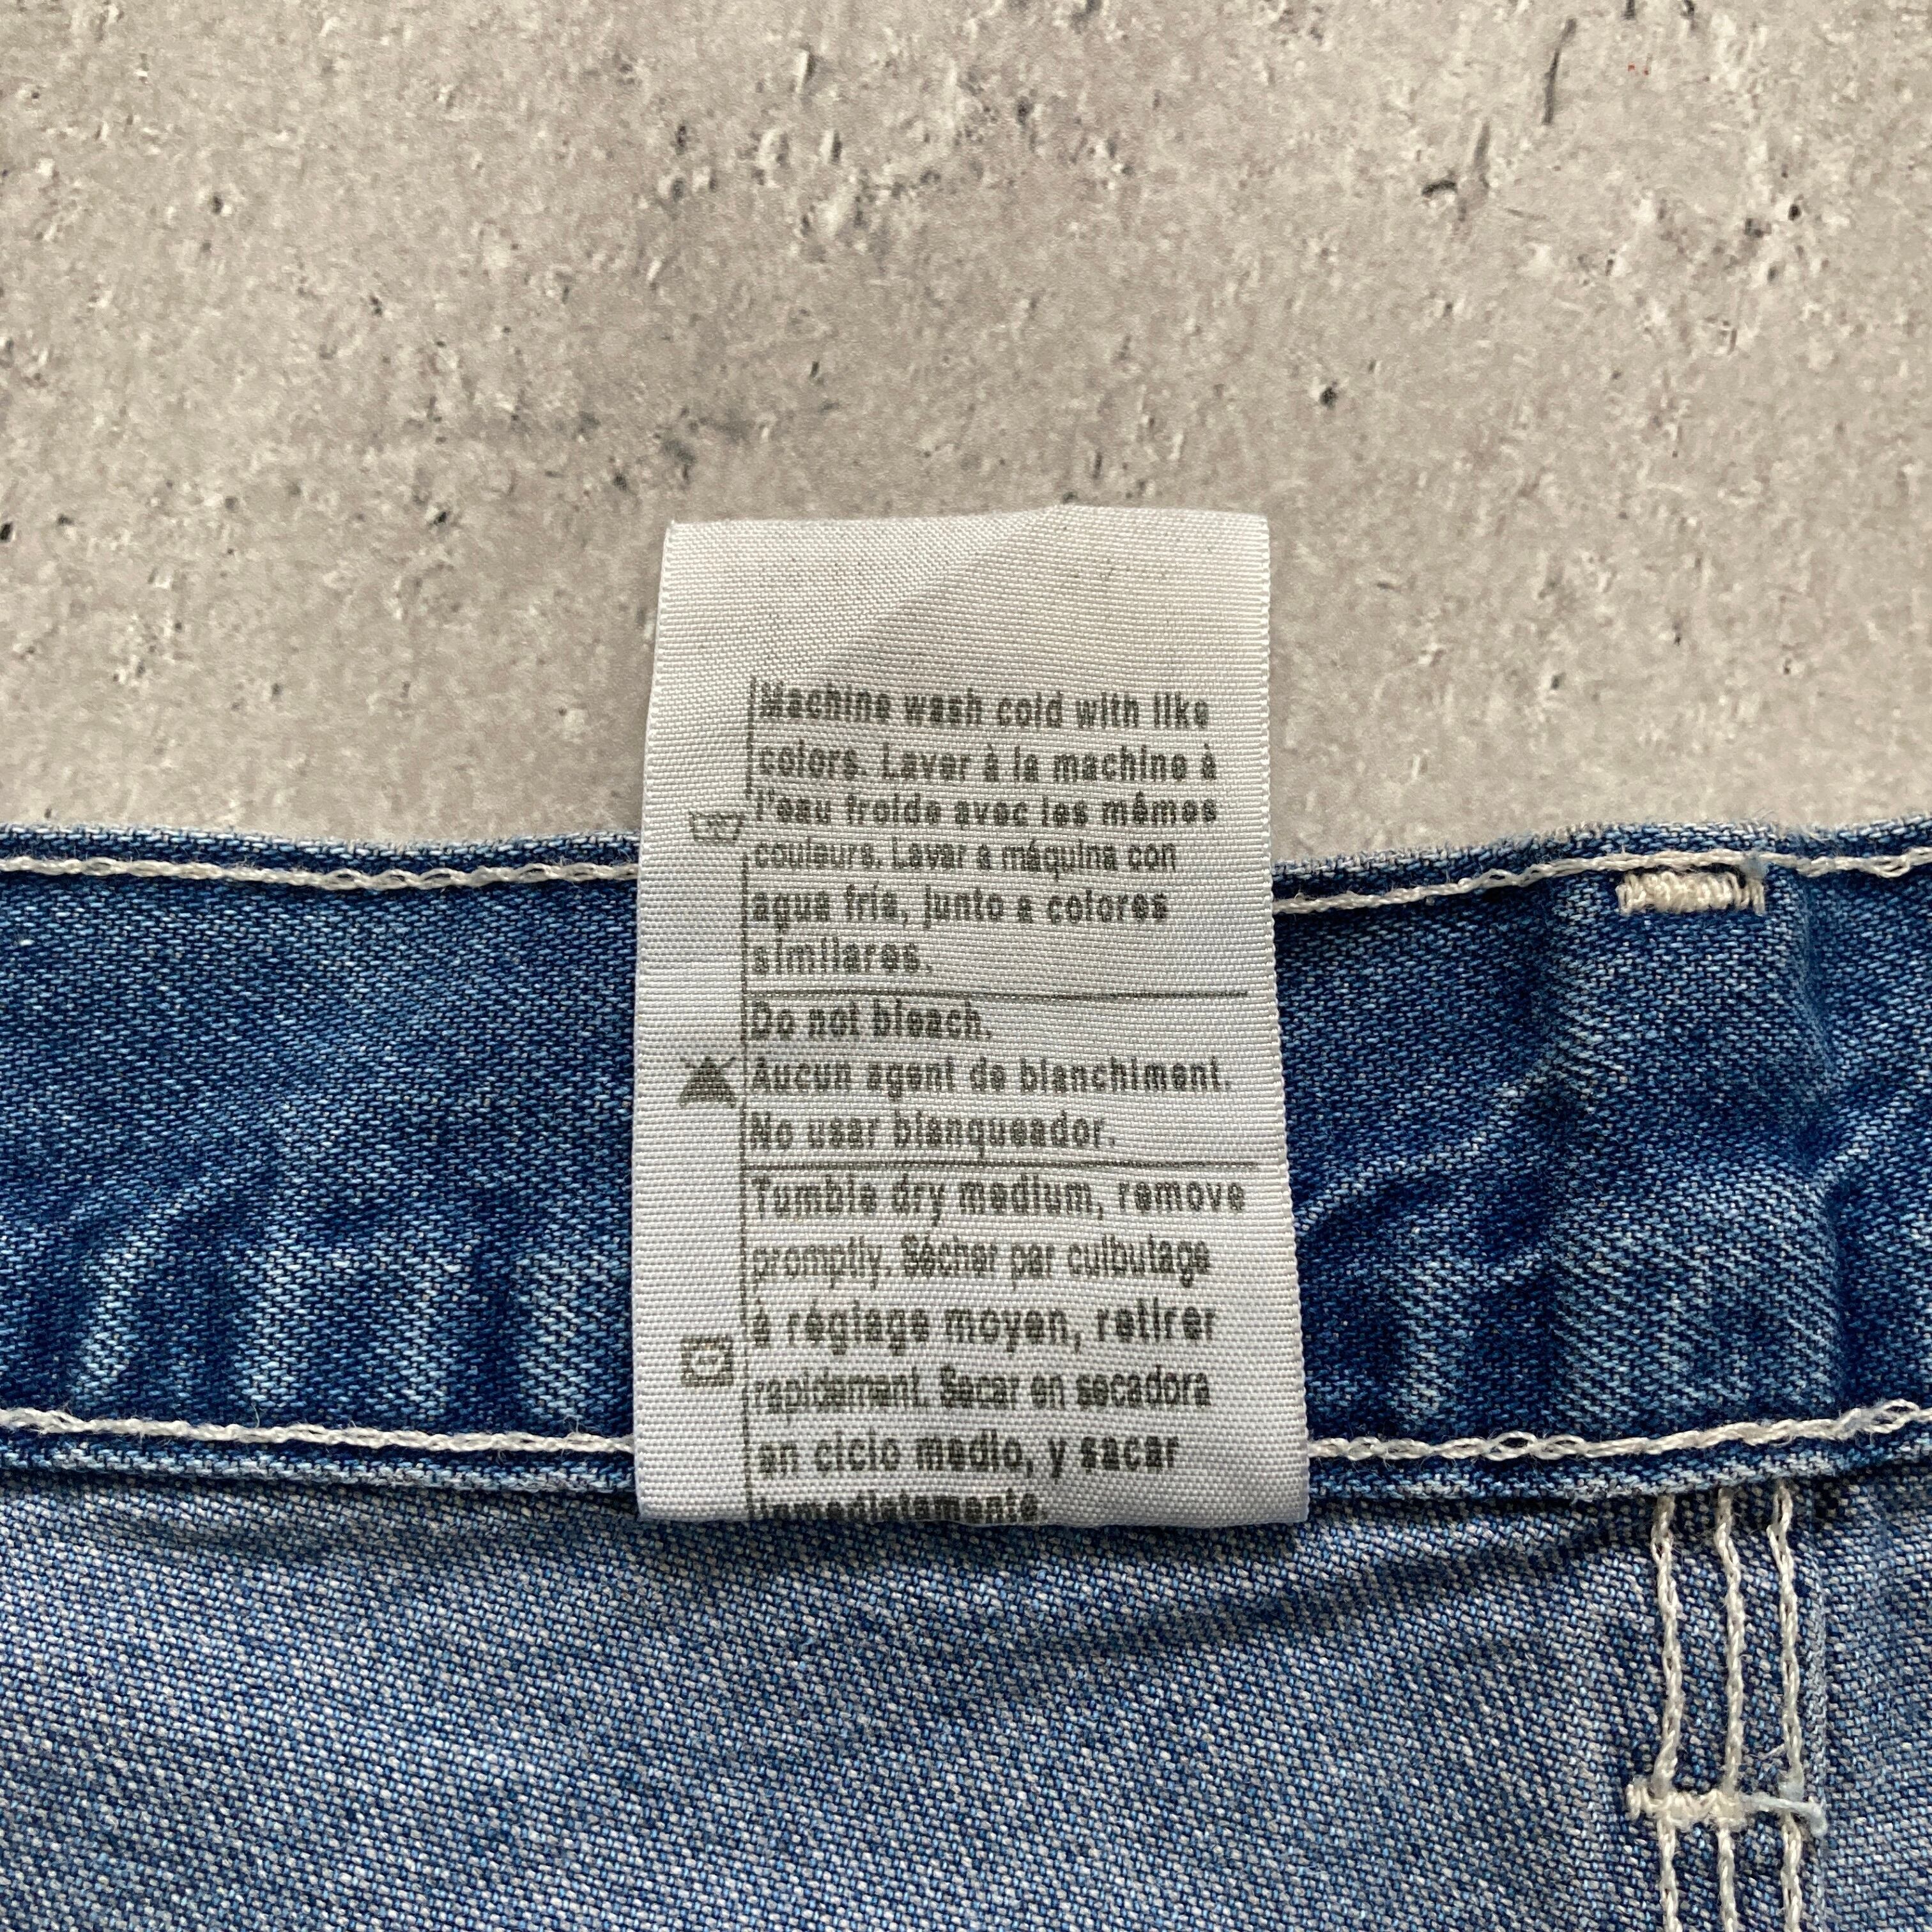 Machine wash cold with like
colors. Laver à la machine à
l'eau froide avec les mêmes
couleurs. Lavar a máquina con
agua fría, junto a colores
similares.
Do not bleach.
Aucun agent de blanchiment.
No usar blanqueador.
Tumble dry medium, remove
promptly. Sécher par culbutage
à réglage moyen, retirer
rapidement. Secar en secadora
en ciclo medio, y sacar
immediatamente.